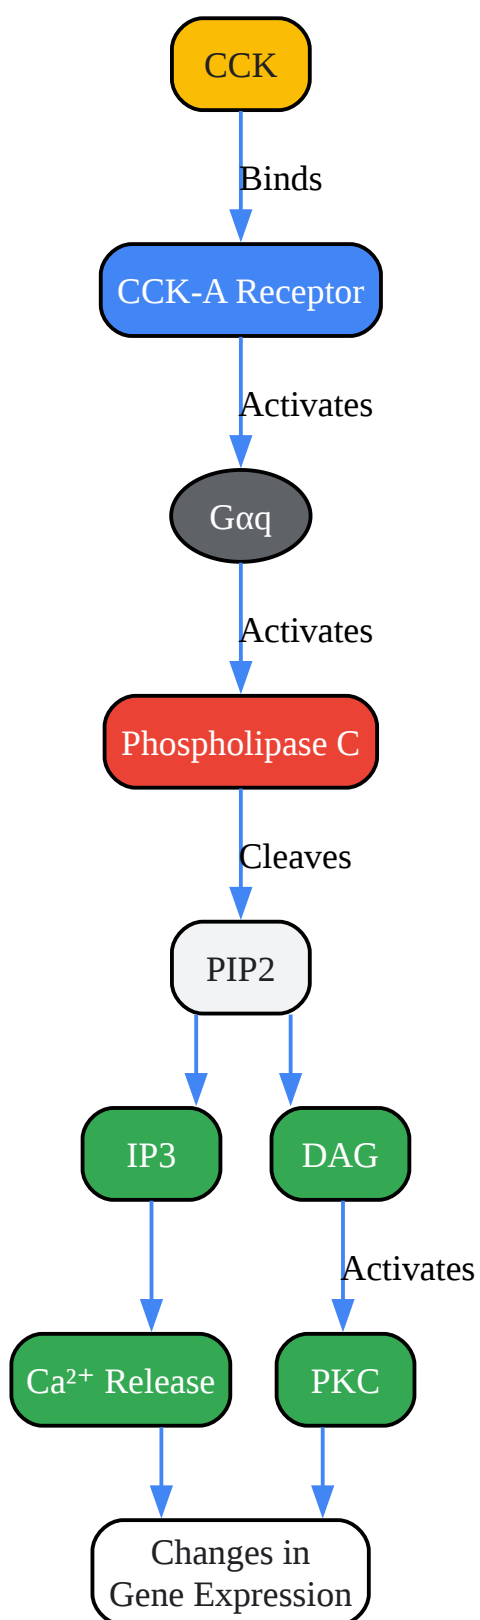 CCK
Binds
CCK-A Receptor
Activates
Gαq
Activates
Phospholipase C
Cleaves
PIP2
IP3
DAG
Activates
Ca²⁺ Release
PKC
Changes in
Gene Expression